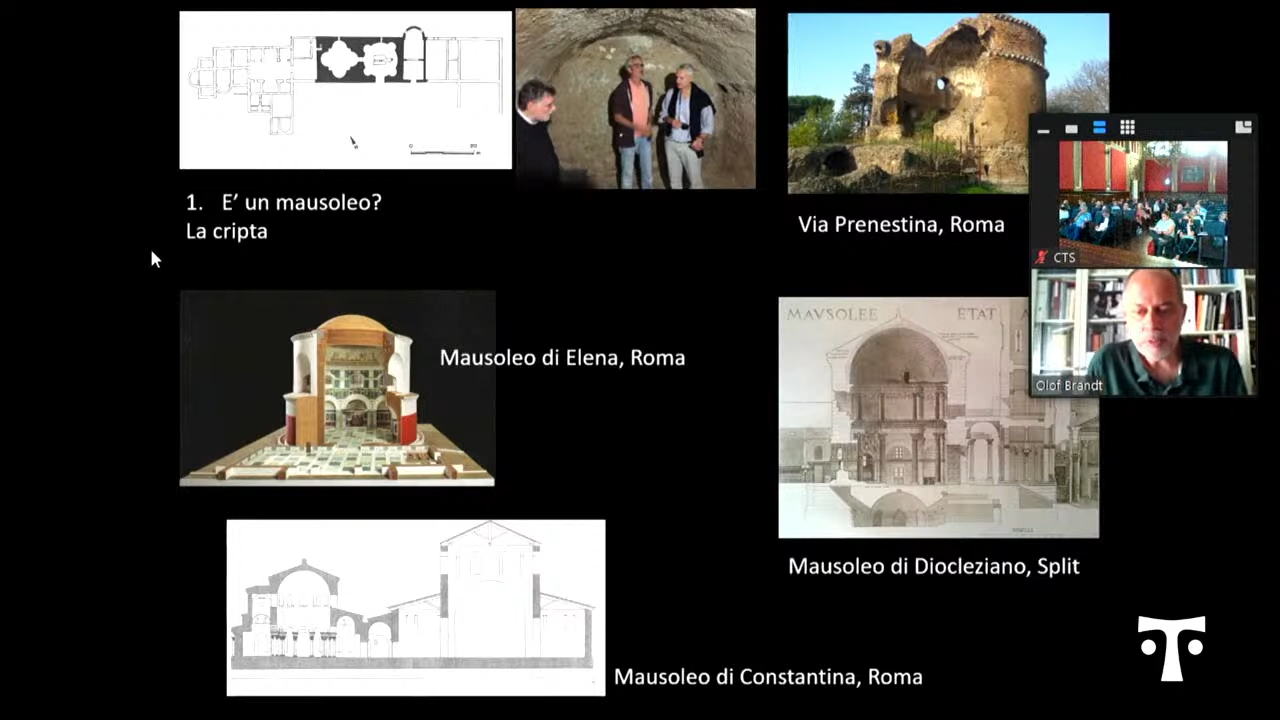 1. E’ un mausoleo?
La cripta
Via Prenestina, Roma
CTS
Olof Brandt
Mausoleo di Elena, Roma
MAVSOLEE ETAT A
Mausoleo di Diocleziano, Split
Mausoleo di Constantina, Roma